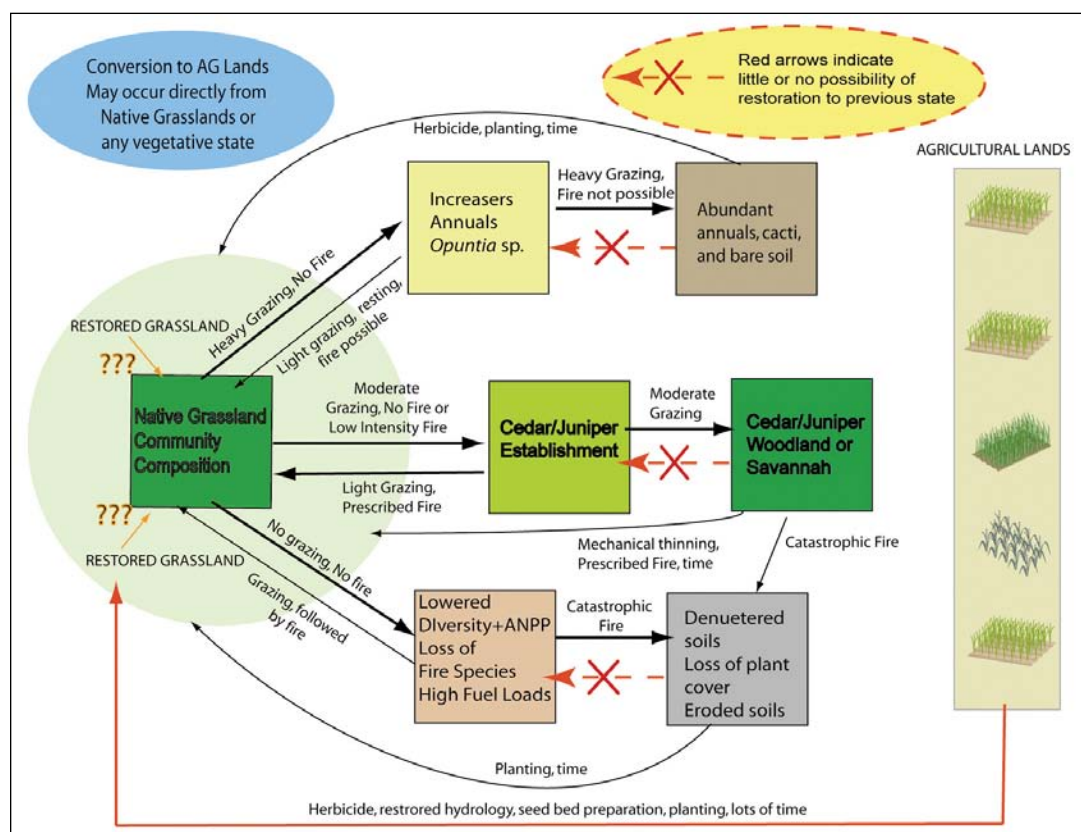 Conversion to AG Lands
May occur directly from
Native Grasslands or
any vegetative state
Red arrows indicate
little or no possibility of
restoration to previous state
Herbicide, planting, time
AGRICULTURAL LANDS
Increasers
Annuals
Opuntia sp.
Heavy Grazing,
Fire not possible
Abundant
annuals, cacti,
and bare soil
Heavy Grazing, No Fire
Light grazing, resting,
fire possible
RESTORED GRASSLAND
???
Native Grassland
Community
Composition
Moderate
Grazing, No Fire or
Low Intensity Fire
Light Grazing,
Prescribed Fire
Cedar/Juniper
Establishment
Moderate
Grazing
Cedar/Juniper
Woodland or
Savannah
???
RESTORED GRASSLAND
No grazing, No fire
Grazing, followed
by fire
Mechanical thinning,
Prescribed Fire, time
Catastrophic Fire
Lowered
DIversity+ANPP
Loss of
Fire Species
High Fuel Loads
Catastrophic
Fire
Denuetered
soils
Loss of plant
cover
Eroded soils
Planting, time
Herbicide, restrored hydrology, seed bed preparation, planting, lots of time